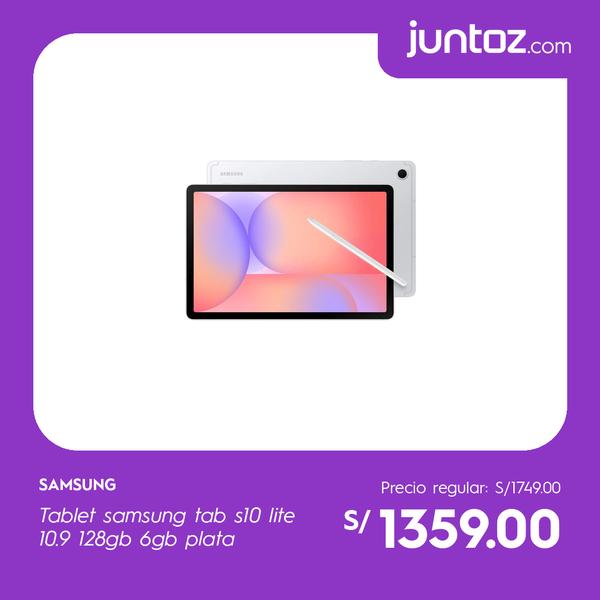 juntoz.com
SAMSUNG
SAMSUNG
Precio regular: S/1749.00
Tablet samsung tab s10 lite
10.9 128gb 6gb plata
S/ 1359.00